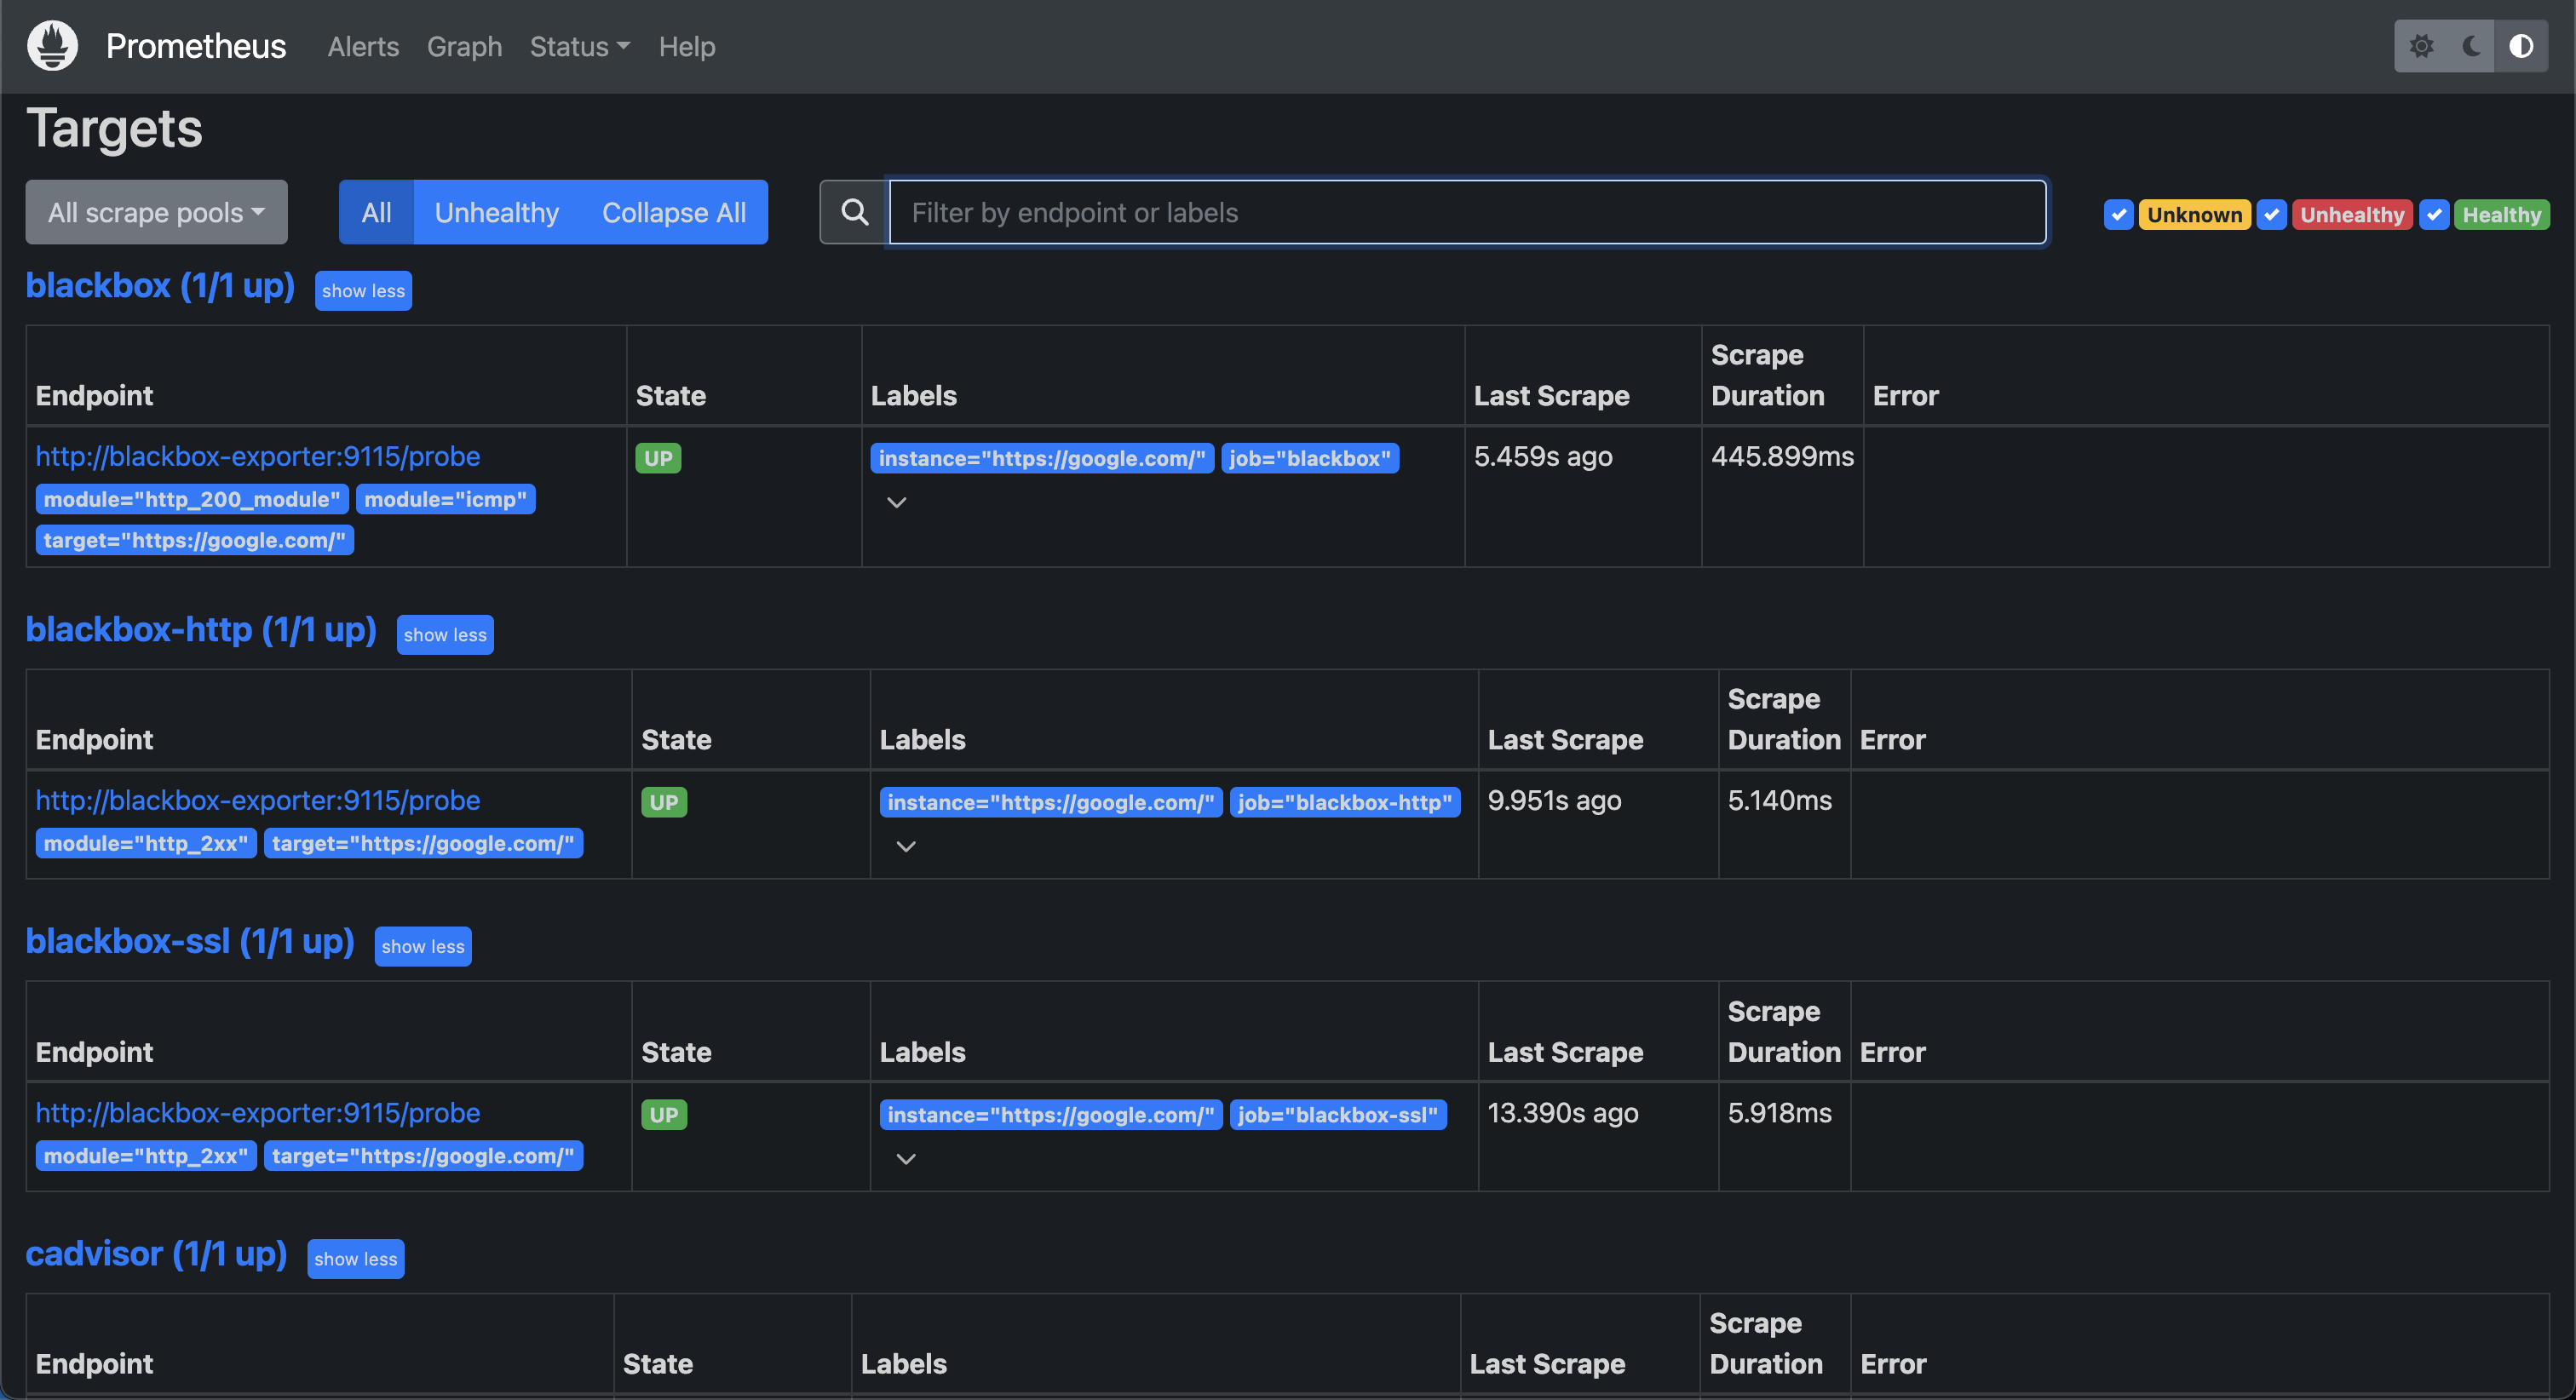 Prometheus Alerts Graph Status Help
Targets
All scrape pools All Unhealthy Collapse All Filter by endpoint or labels Unknown Unhealthy Healthy
blackbox (1/1 up) show less
Endpoint State Labels Last Scrape Scrape Duration Error
http://blackbox-exporter:9115/probe UP instance="https://google.com/" job="blackbox" 5.459s ago 445.899ms
module="http_200_module" module="icmp"
target="https://google.com/"
blackbox-http (1/1 up) show less
Endpoint State Labels Last Scrape Scrape Duration Error
http://blackbox-exporter:9115/probe UP instance="https://google.com/" job="blackbox-http" 9.951s ago 5.140ms
module="http_2xx" target="https://google.com/"
blackbox-ssl (1/1 up) show less
Endpoint State Labels Last Scrape Scrape Duration Error
http://blackbox-exporter:9115/probe UP instance="https://google.com/" job="blackbox-ssl" 13.390s ago 5.918ms
module="http_2xx" target="https://google.com/"
cadvisor (1/1 up) show less
Endpoint State Labels Last Scrape Scrape Duration Error